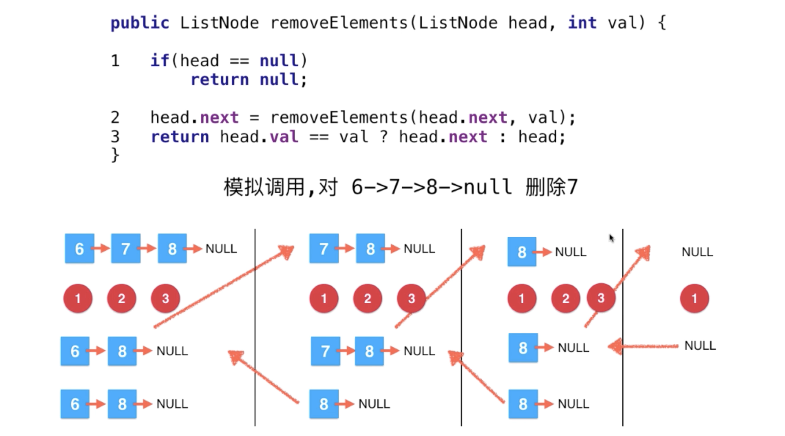 public ListNode removeElements(ListNode head, int val) {
1 if(head == null)
return null;
2 head.next = removeElements(head.next, val);
3 return head.val == val ? head.next : head;
}
模拟调用,对 6->7->8->null 删除7
6 7 8 NULL 7 8 NULL 8 NULL NULL
1 2 3 1 2 3 1 2 3 1
6 8 NULL 7 8 NULL 8 NULL NULL
6 8 NULL 8 NULL 8 NULL